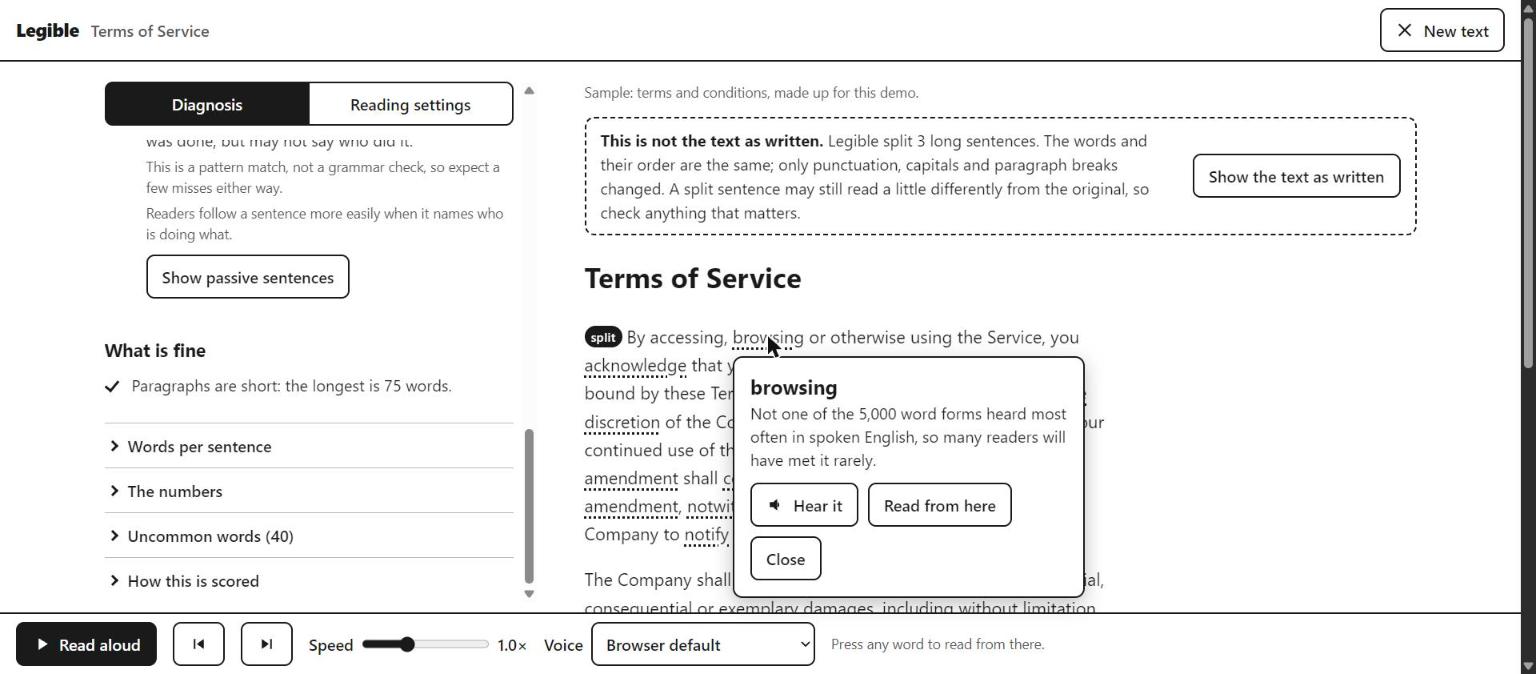 Legible Terms of Service
New text
Diagnosis
Reading settings
was done, but may not say who did it.
This is a pattern match, not a grammar check, so expect a
few misses either way.
Readers follow a sentence more easily when it names who
is doing what.
Show passive sentences
What is fine
Paragraphs are short: the longest is 75 words.
Words per sentence
The numbers
Uncommon words (40)
How this is scored
Sample: terms and conditions, made up for this demo.
This is not the text as written. Legible split 3 long sentences. The words and
their order are the same; only punctuation, capitals and paragraph breaks
changed. A split sentence may still read a little differently from the original, so
check anything that matters.
Show the text as written
Terms of Service
split By accessing, browsing or otherwise using the Service, you
acknowledge that
bound by these
discretion of the
continued use of
amendment shall
amendment,
Company to notify
The Company shall
consequential or exemplary damages, including without limitation
browsing
Not one of the 5,000 word forms heard most
often in spoken English, so many readers will
have met it rarely.
Hear it
Read from here
Close
Read aloud
Speed
1.0×
Voice
Browser default
Press any word to read from there.